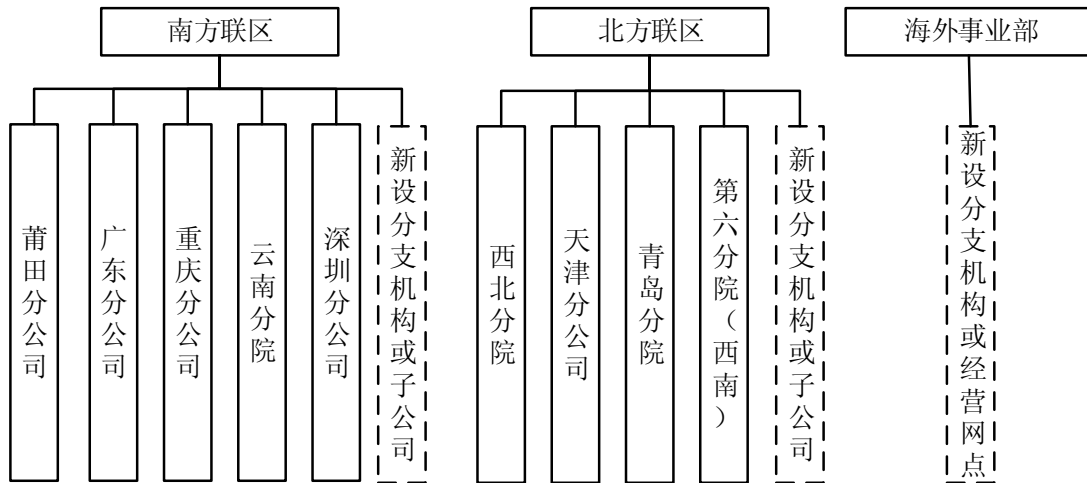 南方联区
北方联区
海外事业部
莆田分公司
广东分公司
重庆分公司
云南分院
深圳分公司
新设分支机构或子公司
西北分院
天津分公司
青岛分院
第六分院（西南）
新设分支机构或子公司
新设分支机构或经营网点